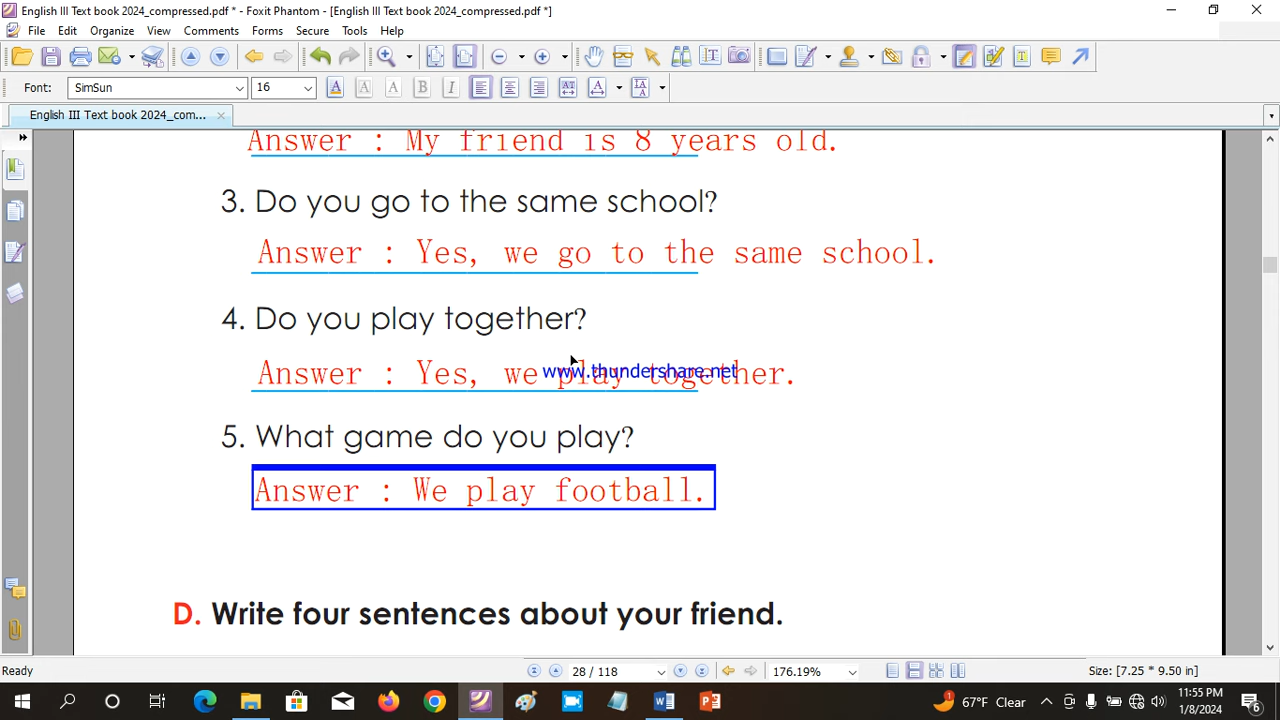 English III Text book 2024_compressed.pdf * - Foxit Phantom - [English III Text book 2024_compressed.pdf *]
File Edit View Organize Comments Forms Secure Tools Help
Font: SimSun 16
English III Text book 2024_com...
Answer : My friend is 8 years old.
3. Do you go to the same school?
Answer : Yes, we go to the same school.
4. Do you play together?
Answer : Yes, we play together.
www.thundershare.net
5. What game do you play?
Answer : We play football.
D. Write four sentences about your friend.
Ready 28 / 118 176.19% Size: [7.25 * 9.50 in]
1 67°F Clear 11:55 PM
1/8/2024 6